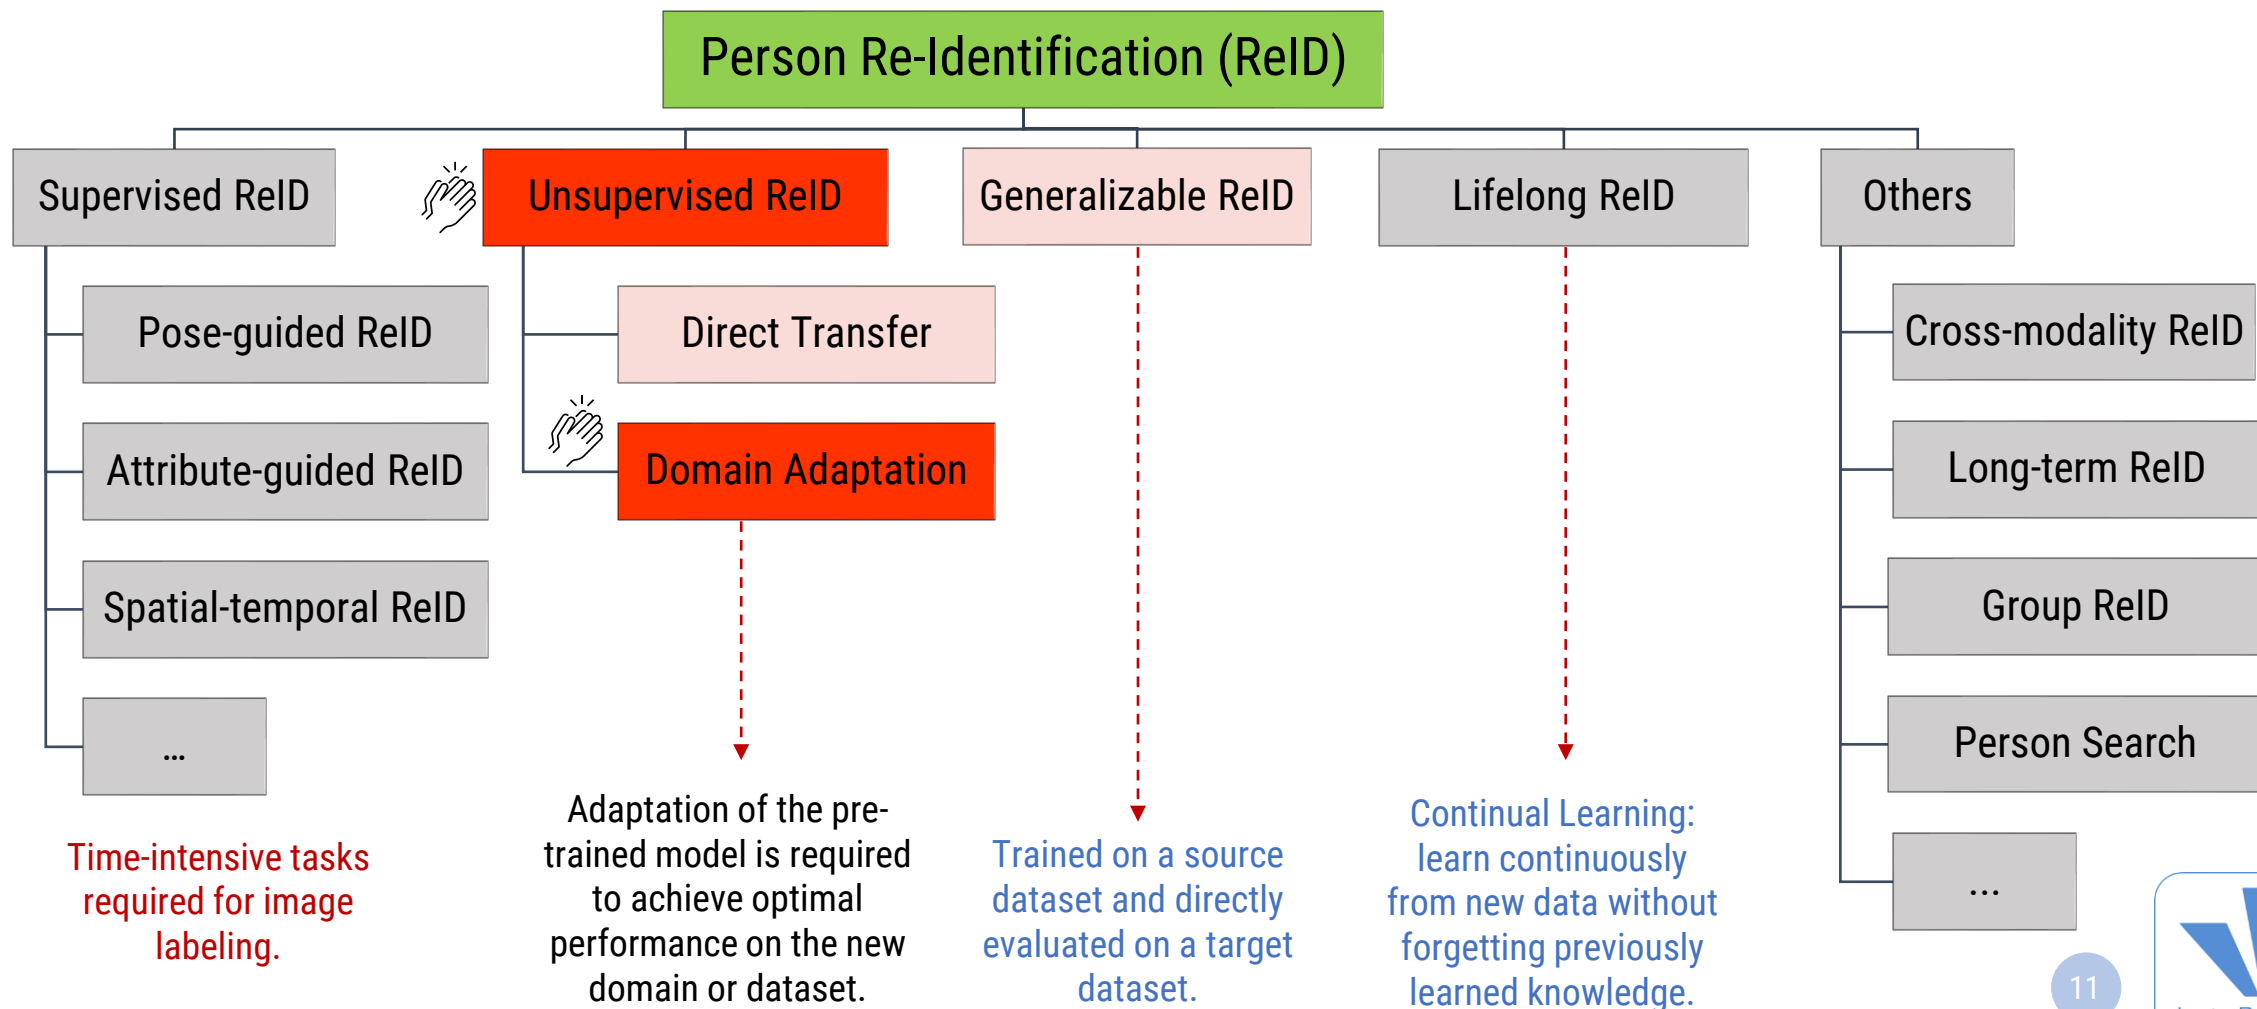 Person Re-Identification (ReID)
Supervised ReID
Unsupervised ReID
Generalizable ReID
Lifelong ReID
Others
Pose-guided ReID
Direct Transfer
Cross-modality ReID
Attribute-guided ReID
Domain Adaptation
Long-term ReID
Spatial-temporal ReID
Group ReID
...
Person Search
...
Time-intensive tasks
required for image
labeling.
Adaptation of the pre-
trained model is required
to achieve optimal
performance on the new
domain or dataset.
Trained on a source
dataset and directly
evaluated on a target
dataset.
Continual Learning:
learn continuously
from new data without
forgetting previously
learned knowledge.
11